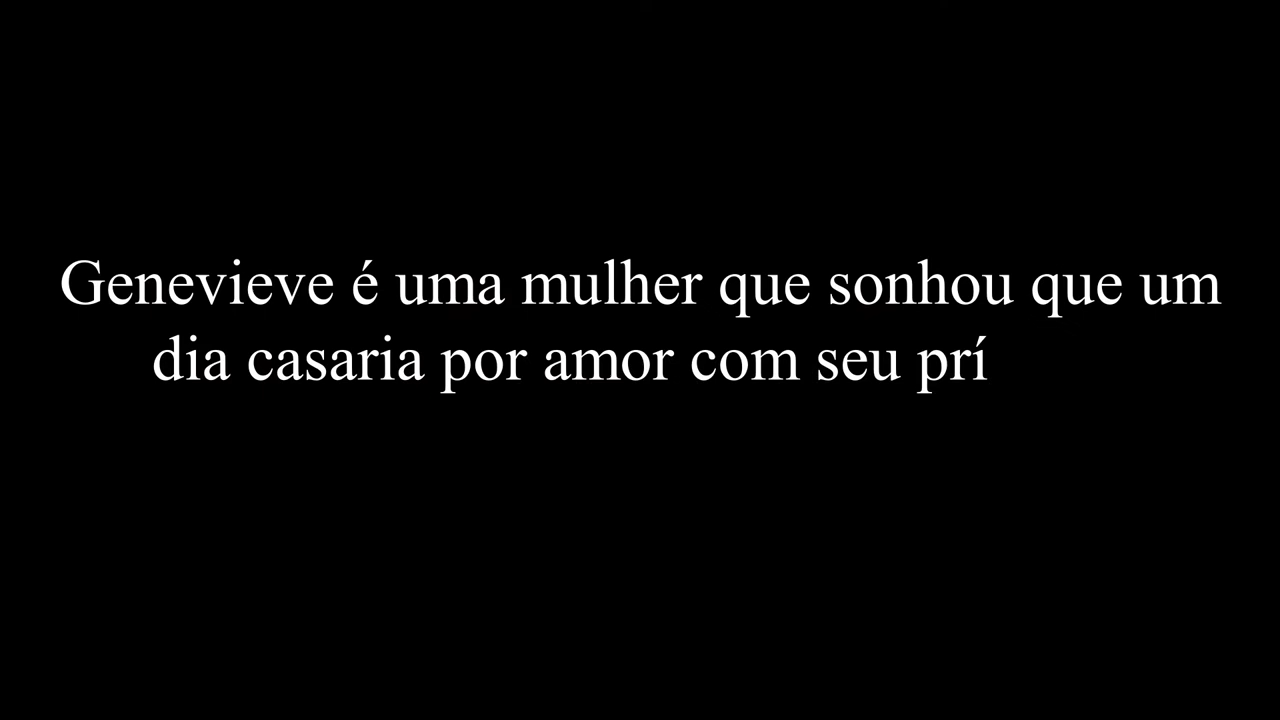 Genevieve é uma mulher que sonhou que um
dia casaria por amor com seu prí